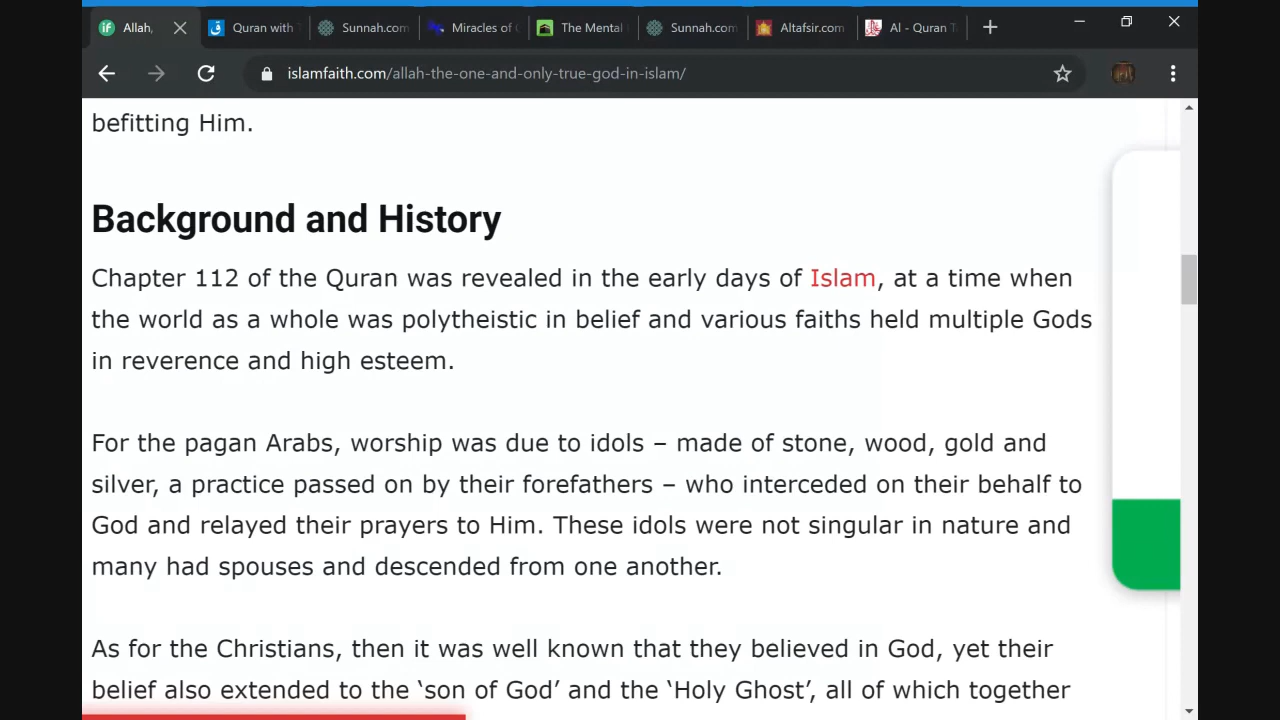 if Allah,
Quran with
Sunnah.com
Miracles of
The Mental
Sunnah.com
Altafsir.com
Al - Quran T
islamfaith.com/allah-the-one-and-only-true-god-in-islam/
befitting Him.
Background and History
Chapter 112 of the Quran was revealed in the early days of Islam, at a time when
the world as a whole was polytheistic in belief and various faiths held multiple Gods
in reverence and high esteem.
For the pagan Arabs, worship was due to idols – made of stone, wood, gold and
silver, a practice passed on by their forefathers – who interceded on their behalf to
God and relayed their prayers to Him. These idols were not singular in nature and
many had spouses and descended from one another.
As for the Christians, then it was well known that they believed in God, yet their
belief also extended to the ‘son of God’ and the ‘Holy Ghost’, all of which together